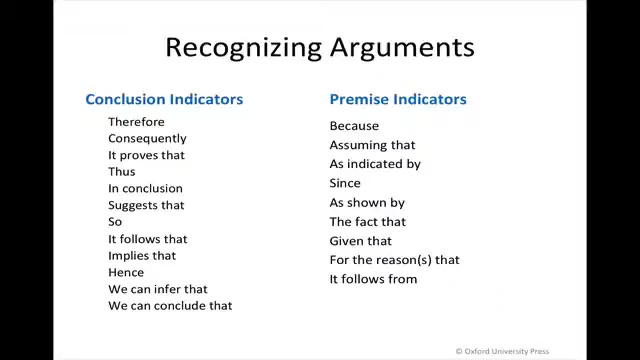 Recognizing Arguments
Conclusion Indicators
Therefore
Consequently
It proves that
Thus
In conclusion
Suggests that
So
It follows that
Implies that
Hence
We can infer that
We can conclude that
Premise Indicators
Because
Assuming that
As indicated by
Since
As shown by
The fact that
Given that
For the reason(s) that
It follows from
© Oxford University Press